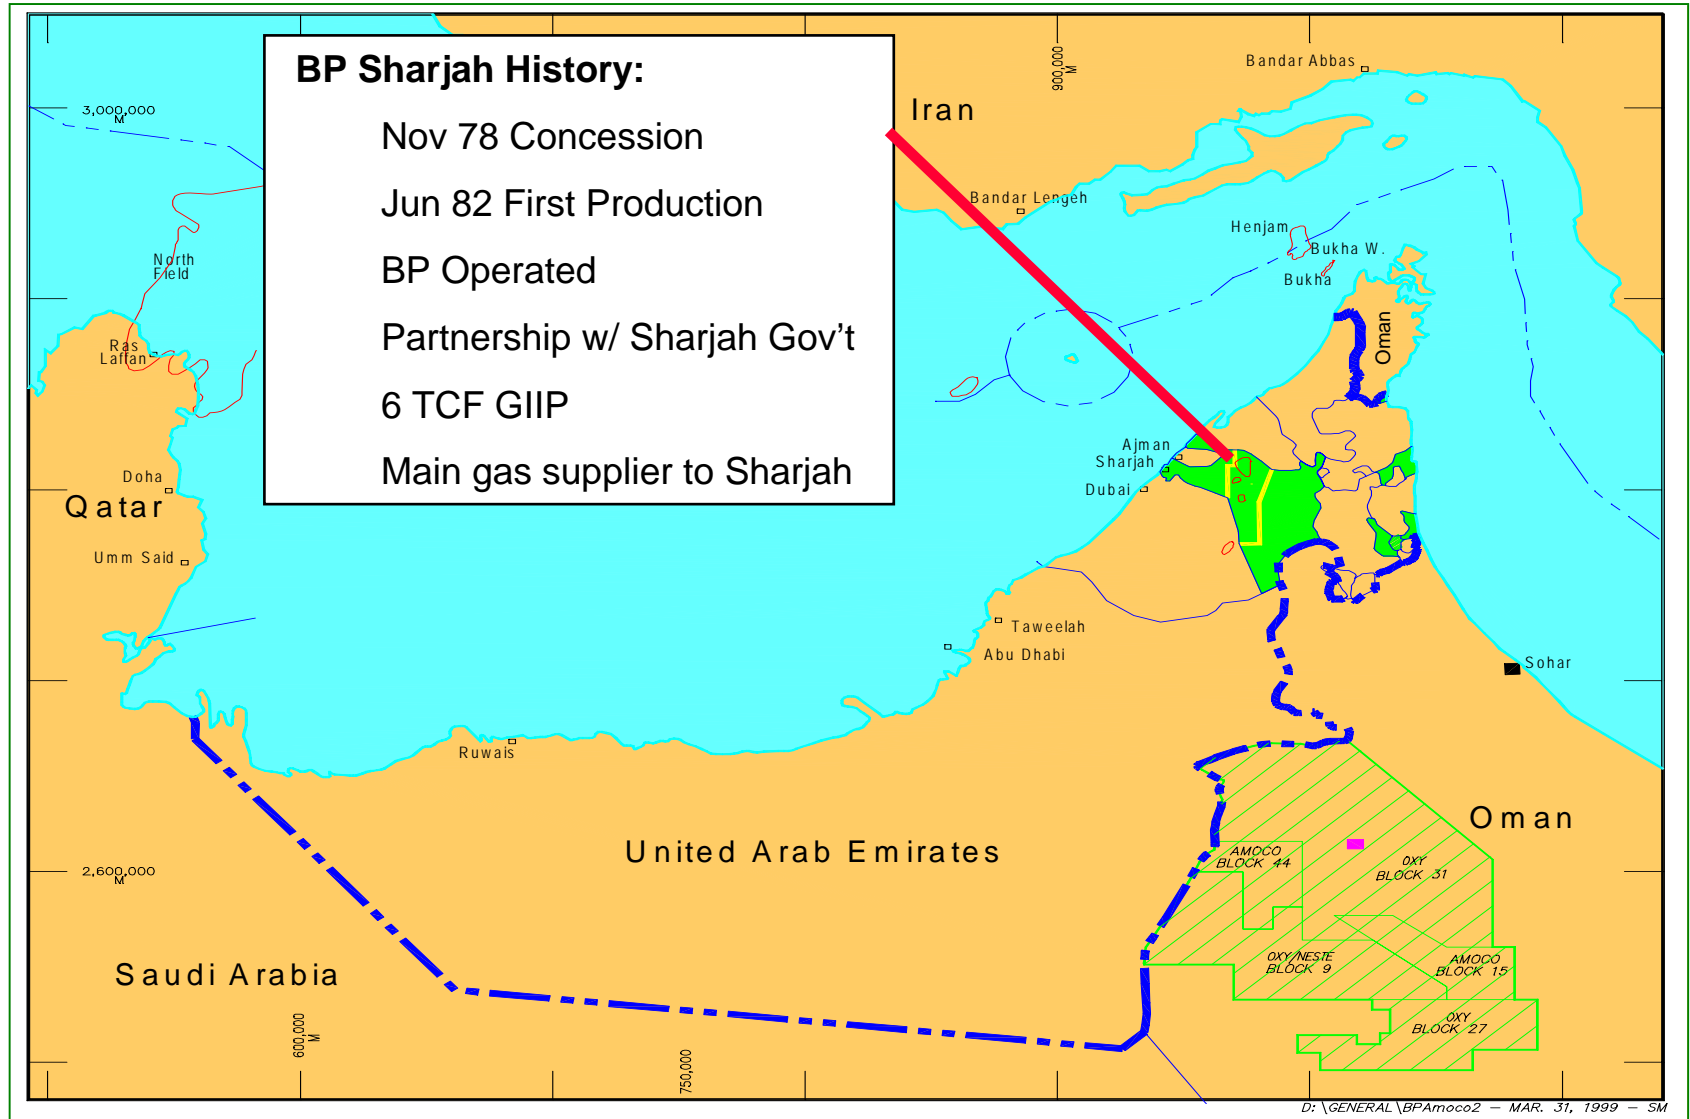 BP Sharjah History:
Nov 78 Concession
Jun 82 First Production
BP Operated
Partnership w/ Sharjah Gov’t
6 TCF GIIP
Main gas supplier to Sharjah
3,000,000
M
900,000
M
Bandar Abbas
Iran
Bandar Lengeh
Henjam
Bukha W.
Bukha
North
Field
Ras
Laffan
Oman
Ajman
Sharjah
Dubai
Doha
Qatar
Umm Said
Taweelah
Abu Dhabi
Sohar
Ruwais
Oman
United Arab Emirates
2,600,000
M
AMOCO
BLOCK 44
OXY
BLOCK 31
OXY/NESTE
BLOCK 9
AMOCO
BLOCK 15
OXY
BLOCK 27
Saudi Arabia
600,000
M
750,000
D: \GENERAL\BPAmoco2 – MAR. 31, 1999 – SM